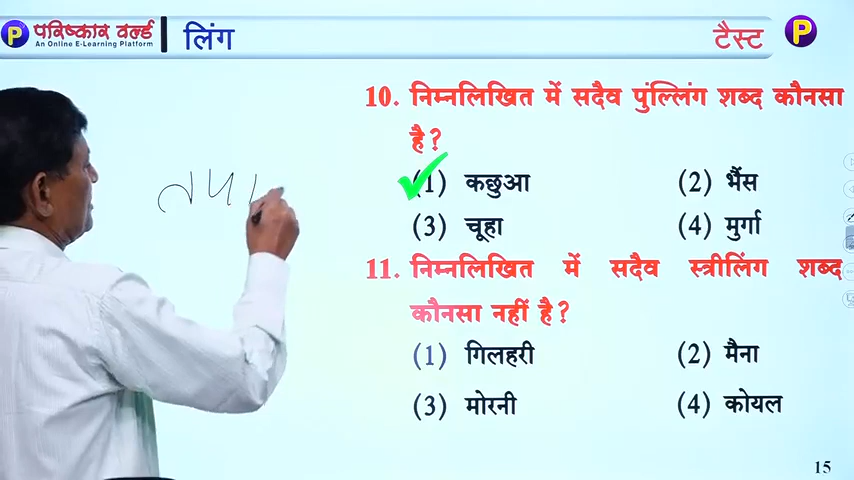 परिष्कार वर्ल्ड
An Online E-Learning Platform
लिंग
टैस्ट
10. निम्नलिखित में सदैव पुंल्लिंग शब्द कौनसा
है?
(1) कछुआ (2) भैंस
(3) चूहा (4) मुर्गा
11. निम्नलिखित में सदैव स्त्रीलिंग शब्द
कौनसा नहीं है?
(1) गिलहरी (2) मैना
(3) मोरनी (4) कोयल
15